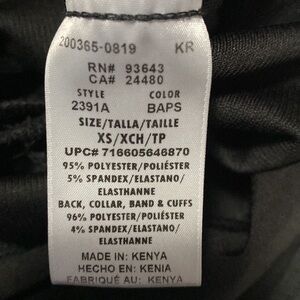 200365-0819 KR
RN# 93643
CA# 24480
STYLE COLOR
2391A BAPS
SIZE/TALLA/TAILLE
XS/XCH/TP
UPC# 716605646870
95% POLYESTER/POLIÉSTER
5% SPANDEX/ELASTANO/
ELASTHANNE
BACK, COLLAR, BAND & CUFFS
96% POLYESTER/POLIÉSTER
4% SPANDEX/ELASTANO/
ELASTHANNE
MADE IN KENYA
HECHO EN: KENIA
FABRIQUÉ AU: KENYA